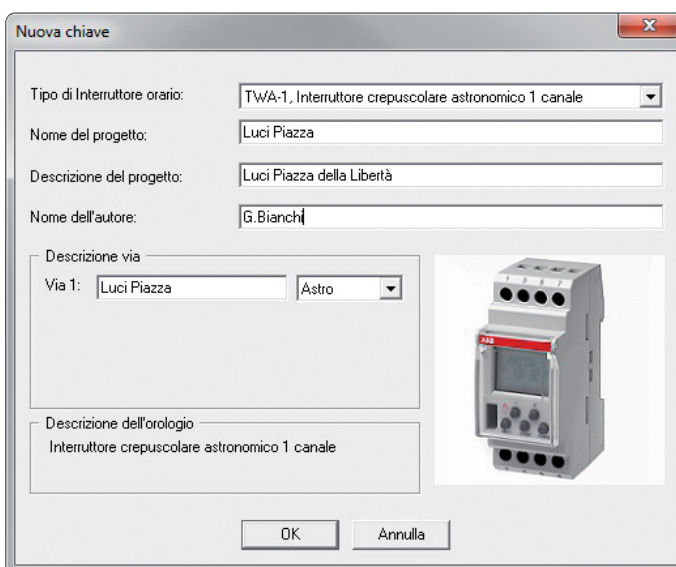 Nuova chiave
Tipo di Interruttore orario: TWA-1, Interruttore crepuscolare astronomico 1 canale
Nome del progetto: Luci Piazza
Descrizione del progetto: Luci Piazza della Libertà
Nome dell'autore: G.Bianchi
Descrizione via
Via 1: Luci Piazza Astro
ABB
Descrizione dell'orologio
Interruttore crepuscolare astronomico 1 canale
OK Annulla